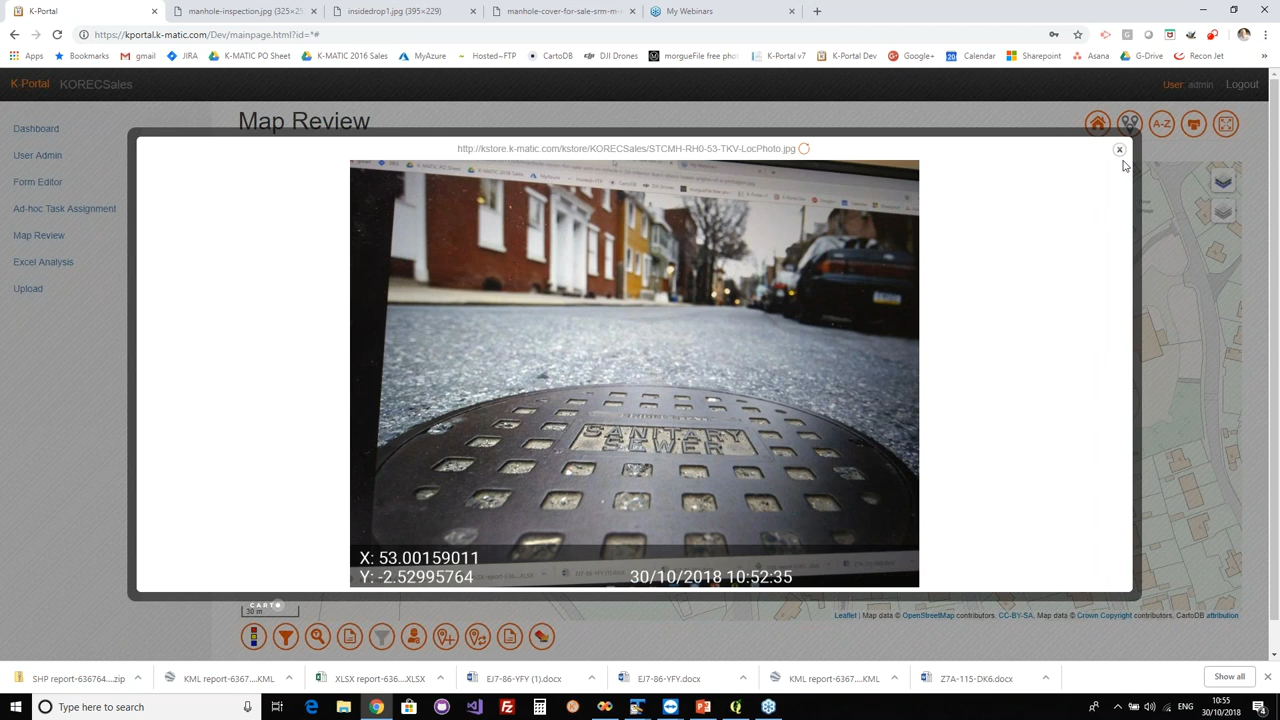 K-Portal
manhole-inspection.jpg (325×25
insidedrop1.jpg (395×229)
manhole-cover-for-sale-srm-m-
My Webinars
https://kportal.k-matic.com/Dev/mainpage.html?id=*#
Apps
Bookmarks
gmail
JIRA
K-MATIC PO Sheet
K-MATIC 2016 Sales
MyAzure
Hosted~FTP
CartoDB
DJI Drones
morgueFile free phot
K-Portal v7
K-Portal Dev
Google+
Calendar
Sharepoint
Asana
G-Drive
Recon Jet
K-Portal KORECSales
User: admin Logout
Map Review
A-Z
Dashboard
User Admin
Form Editor
Ad-hoc Task Assignment
Map Review
Excel Analysis
Upload
http://kstore.k-matic.com/kstore/KORECSales/STCMH-RH0-53-TKV-LocPhoto.jpg
SANITARY
SEWER
X: 53.00159011
Y: -2.52995764
30/10/2018 10:52:35
CARTO
30 m
Leaflet | Map data © OpenStreetMap contributors. CC-BY-SA. Map data © Crown Copyright contributors. CartoDB attribution
SHP report-636764....zip
KML report-6367....KML
XLSX report-636....XLSX
EJ7-86-YFY (1).docx
EJ7-86-YFY.docx
KML report-6367....KML
Z7A-115-DK6.docx
Show all
Type here to search
10:55
30/10/2018
4